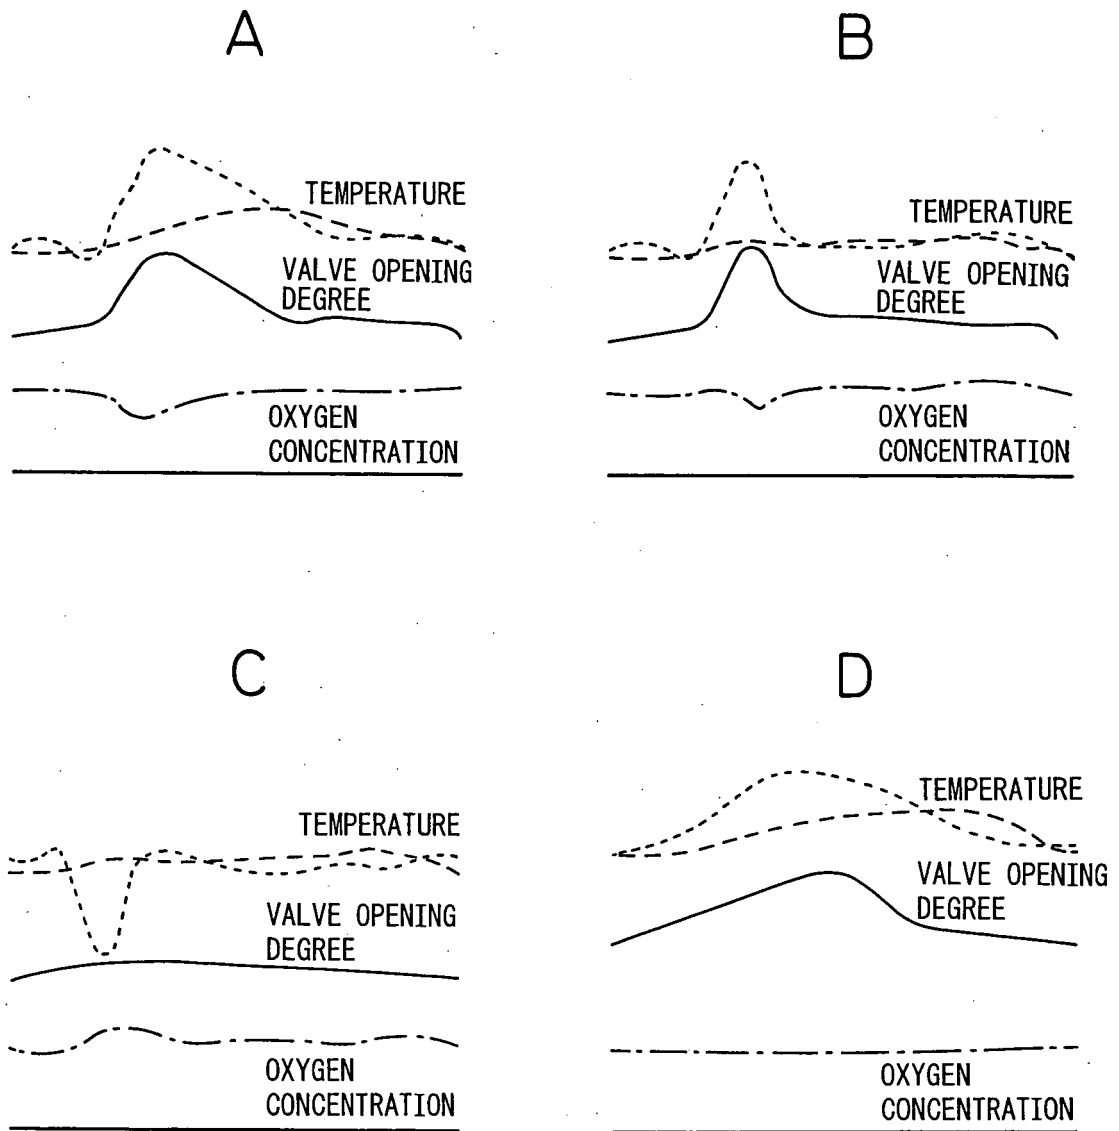 A
TEMPERATURE
VALVE OPENING
DEGREE
OXYGEN
CONCENTRATION
B
TEMPERATURE
VALVE OPENING
DEGREE
OXYGEN
CONCENTRATION
C
TEMPERATURE
VALVE OPENING
DEGREE
OXYGEN
CONCENTRATION
D
TEMPERATURE
VALVE OPENING
DEGREE
OXYGEN
CONCENTRATION